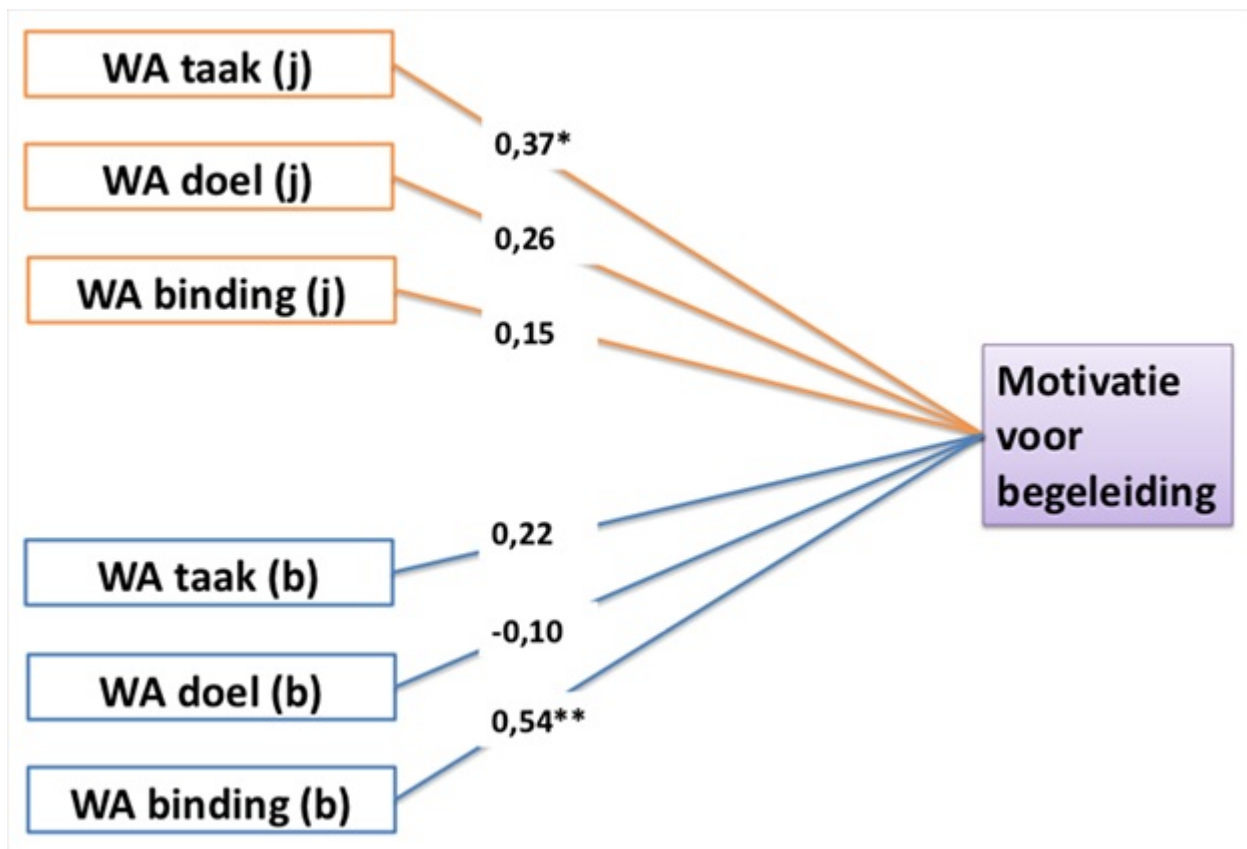 WA taak (j)
0,37*
WA doel (j)
0,26
WA binding (j)
0,15
Motivatie
voor
begeleiding
0,22
WA taak (b)
-0,10
WA doel (b)
0,54**
WA binding (b)